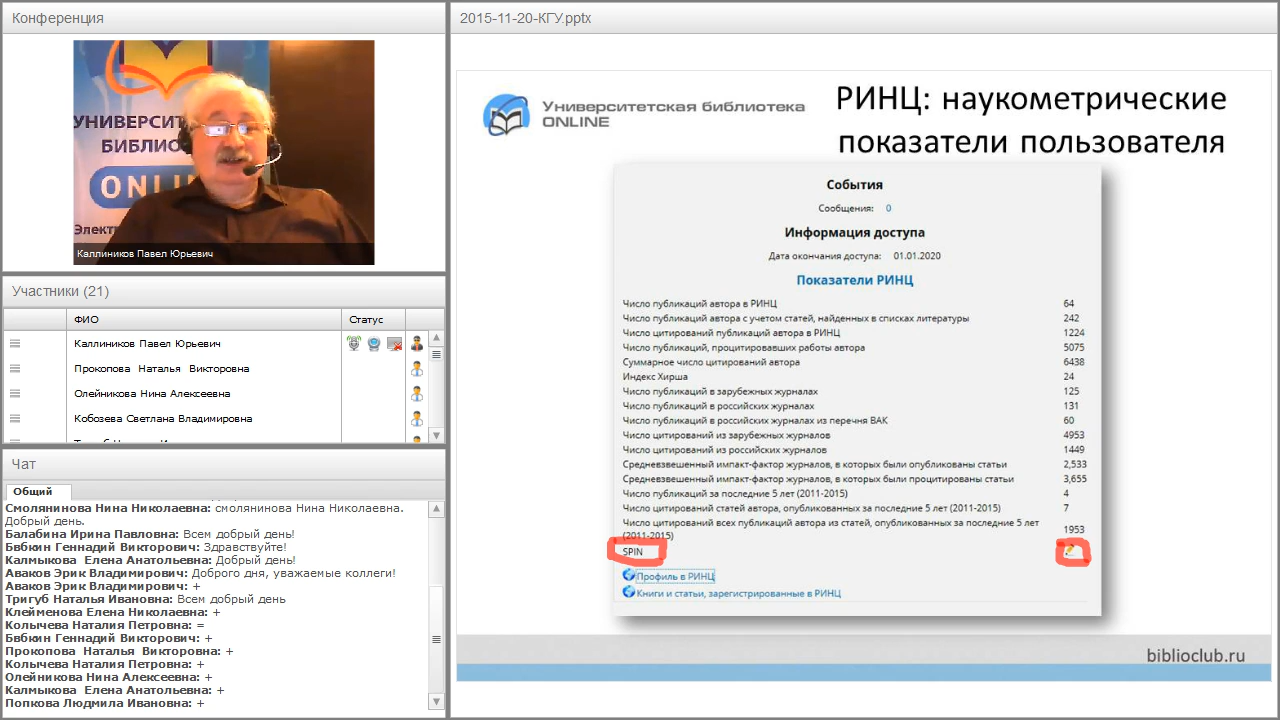 Конференция
УНИВЕРСИТ
БИБЛИО
ONLI
Элект
Каллиников Павел Юрьевич
Участники (21)
ФИО Статус
Каллиников Павел Юрьевич
Прокопова Наталья Викторовна
Олейникова Нина Алексеевна
Кобозева Светлана Владимировна
Чат
Общий
Смолянинова Нина Николаевна: смолянинова Нина Николаевна.
Добрый день.
Балабина Ирина Павловна: Всем добрый день!
Бвбкин Геннадий Викторович: Здравствуйте!
Калмыкова Елена Анатольевна: Добрый день!
Аваков Эрик Владимирович: Доброго дня, уважаемые коллеги!
Аваков Эрик Владимирович: +
Тригуб Наталья Ивановна: Всем добрый день
Клейменова Елена Николаевна: +
Колычева Наталия Петровна: =
Бвбкин Геннадий Викторович: +
Прокопова Наталья Викторовна: +
Колычева Наталия Петровна: +
Олейникова Нина Алексеевна: +
Калмыкова Елена Анатольевна: +
Попкова Людмила Ивановна: +
2015-11-20-КГУ.pptx
Университетская библиотека
ONLINE
РИНЦ: наукометрические
показатели пользователя
События
Сообщения: 0
Информация доступа
Дата окончания доступа: 01.01.2020
Показатели РИНЦ
Число публикаций автора в РИНЦ 64
Число публикаций автора с учетом статей, найденных в списках литературы 242
Число цитирований публикаций автора в РИНЦ 1224
Число публикаций, процитировавших работы автора 5075
Суммарное число цитирований автора 6438
Индекс Хирша 24
Число публикаций в зарубежных журналах 125
Число публикаций в российских журналах 131
Число публикаций в российских журналах из перечня ВАК 60
Число цитирований из зарубежных журналов 4953
Число цитирований из российских журналов 1449
Средневзвешенный импакт-фактор журналов, в которых были опубликованы статьи 2,533
Средневзвешенный импакт-фактор журналов, в которых были процитированы статьи 3,655
Число публикаций за последние 5 лет (2011-2015) 4
Число цитирований статей автора, опубликованных за последние 5 лет (2011-2015) 7
Число цитирований всех публикаций автора из статей, опубликованных за последние 5 лет
(2011-2015) 1953
SPIN
Профиль в РИНЦ
Книги и статьи, зарегистрированные в РИНЦ
biblioclub.ru